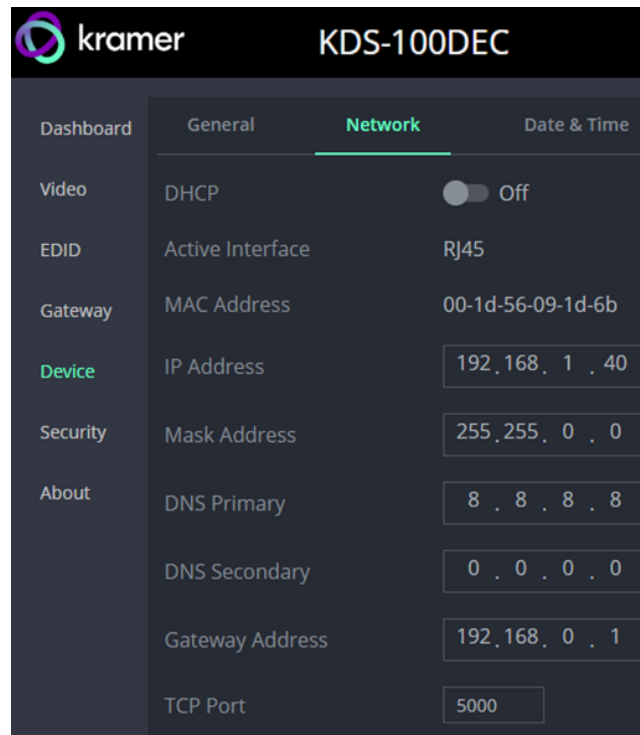 kramer KDS-100DEC
Dashboard General Network Date & Time
Video DHCP Off
EDID Active Interface RJ45
Gateway MAC Address 00-1d-56-09-1d-6b
Device IP Address 192.168.1.40
Security Mask Address 255.255.0.0
About DNS Primary 8.8.8.8
DNS Secondary 0.0.0.0
Gateway Address 192.168.0.1
TCP Port 5000